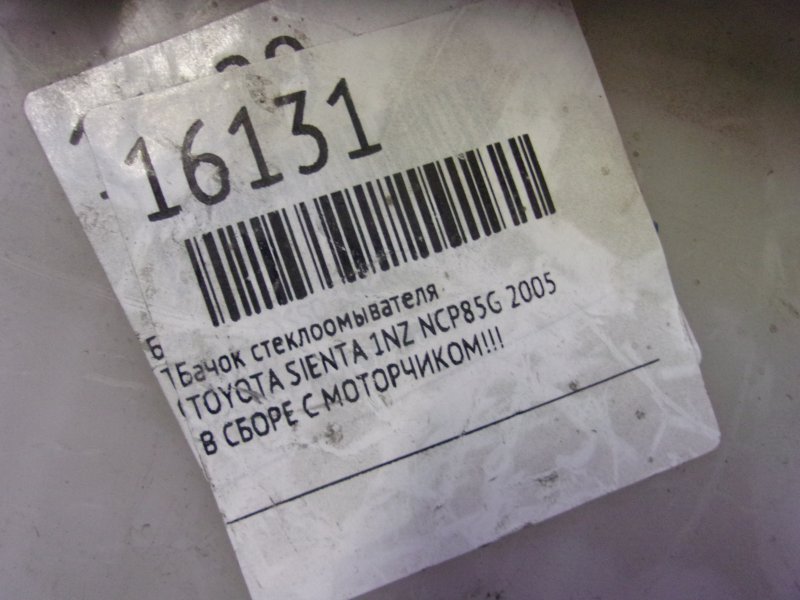 16131
Бачок стеклоомывателя
TOYOTA SIENTA 1NZ NCP85G 2005
В СБОРЕ С МОТОРЧИКОМ!!!